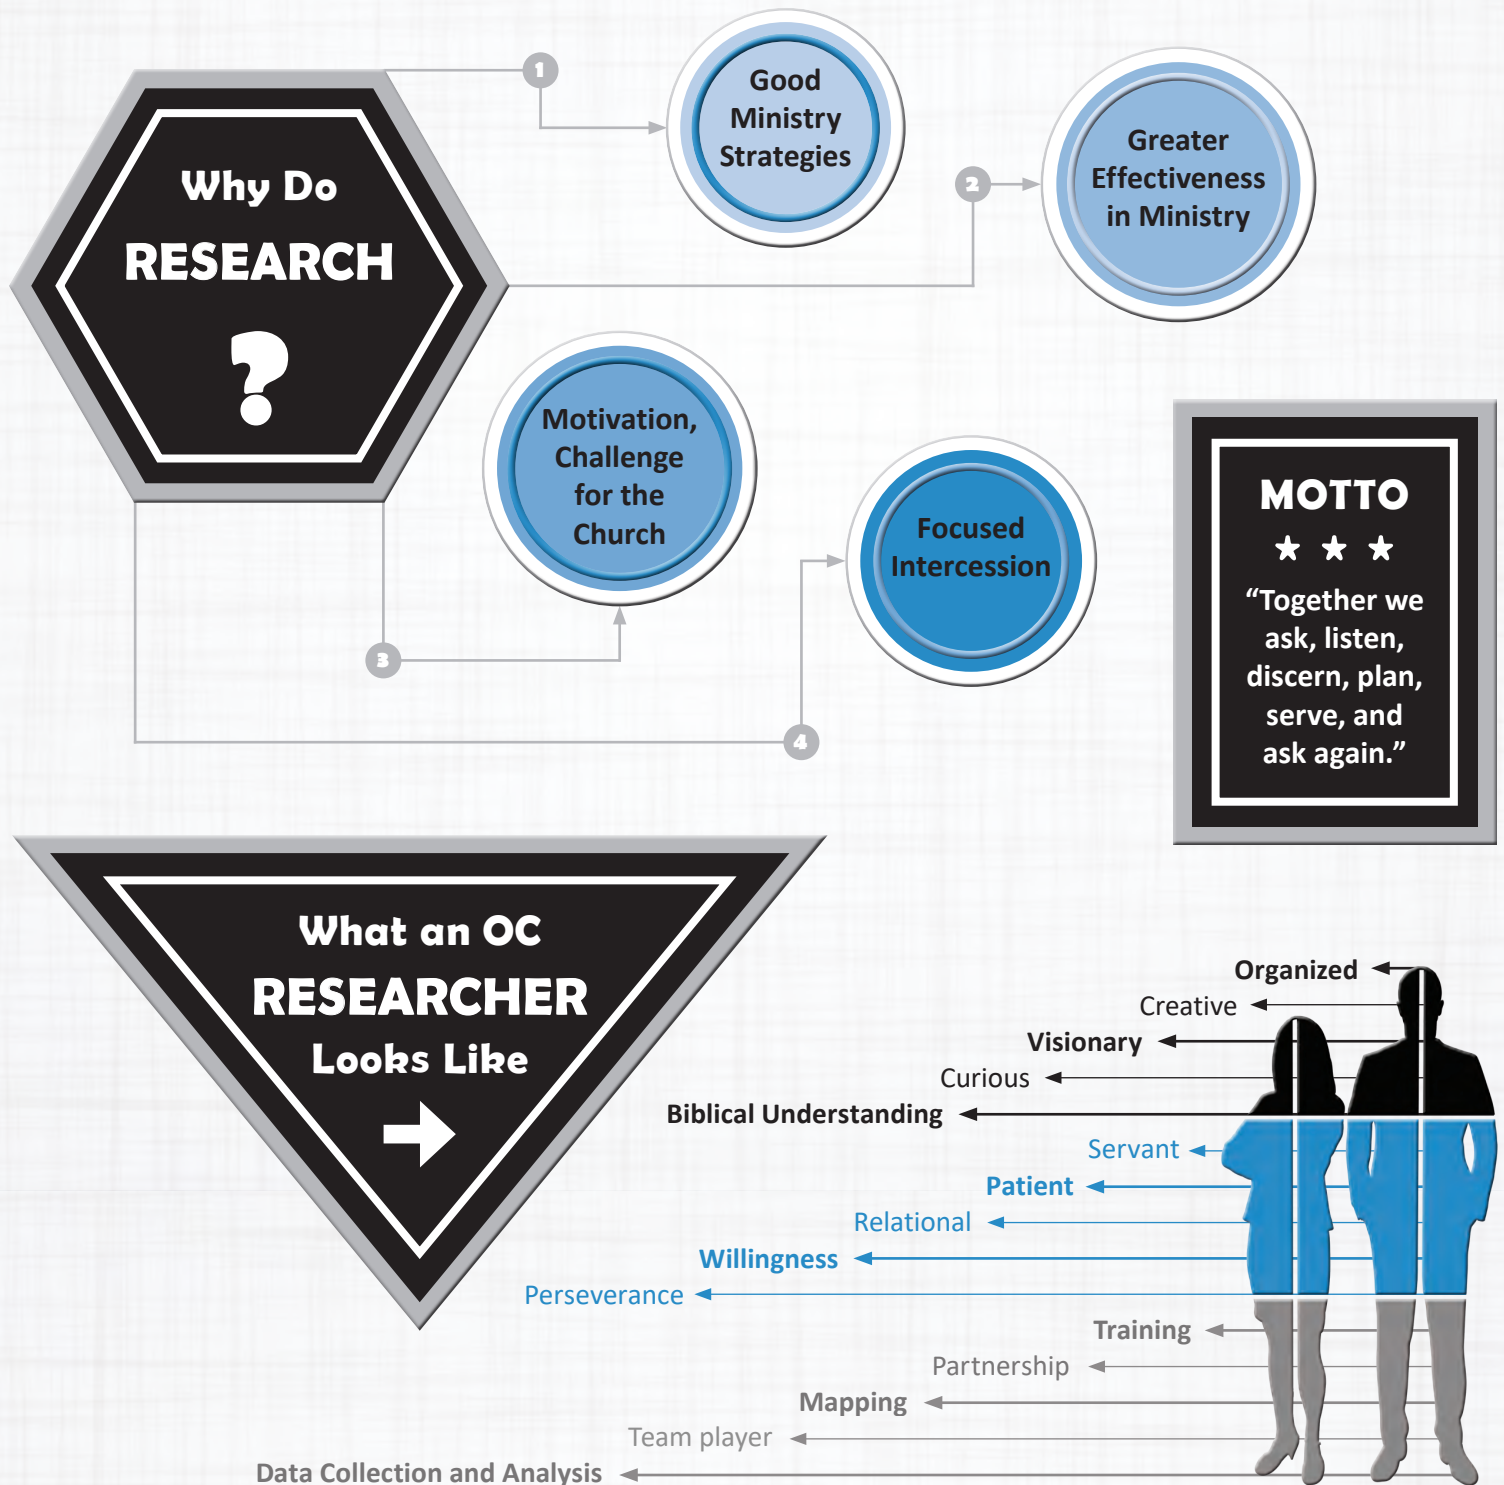 Why Do
RESEARCH
?
1
Good
Ministry
Strategies
2
Greater
Effectiveness
in Ministry
3
Motivation,
Challenge
for the
Church
4
Focused
Intercession
MOTTO
“Together we
ask, listen,
discern, plan,
serve, and
ask again.”
What an OC
RESEARCHER
Looks Like
Organized
Creative
Visionary
Curious
Biblical Understanding
Servant
Patient
Relational
Willingness
Perseverance
Training
Partnership
Mapping
Team player
Data Collection and Analysis